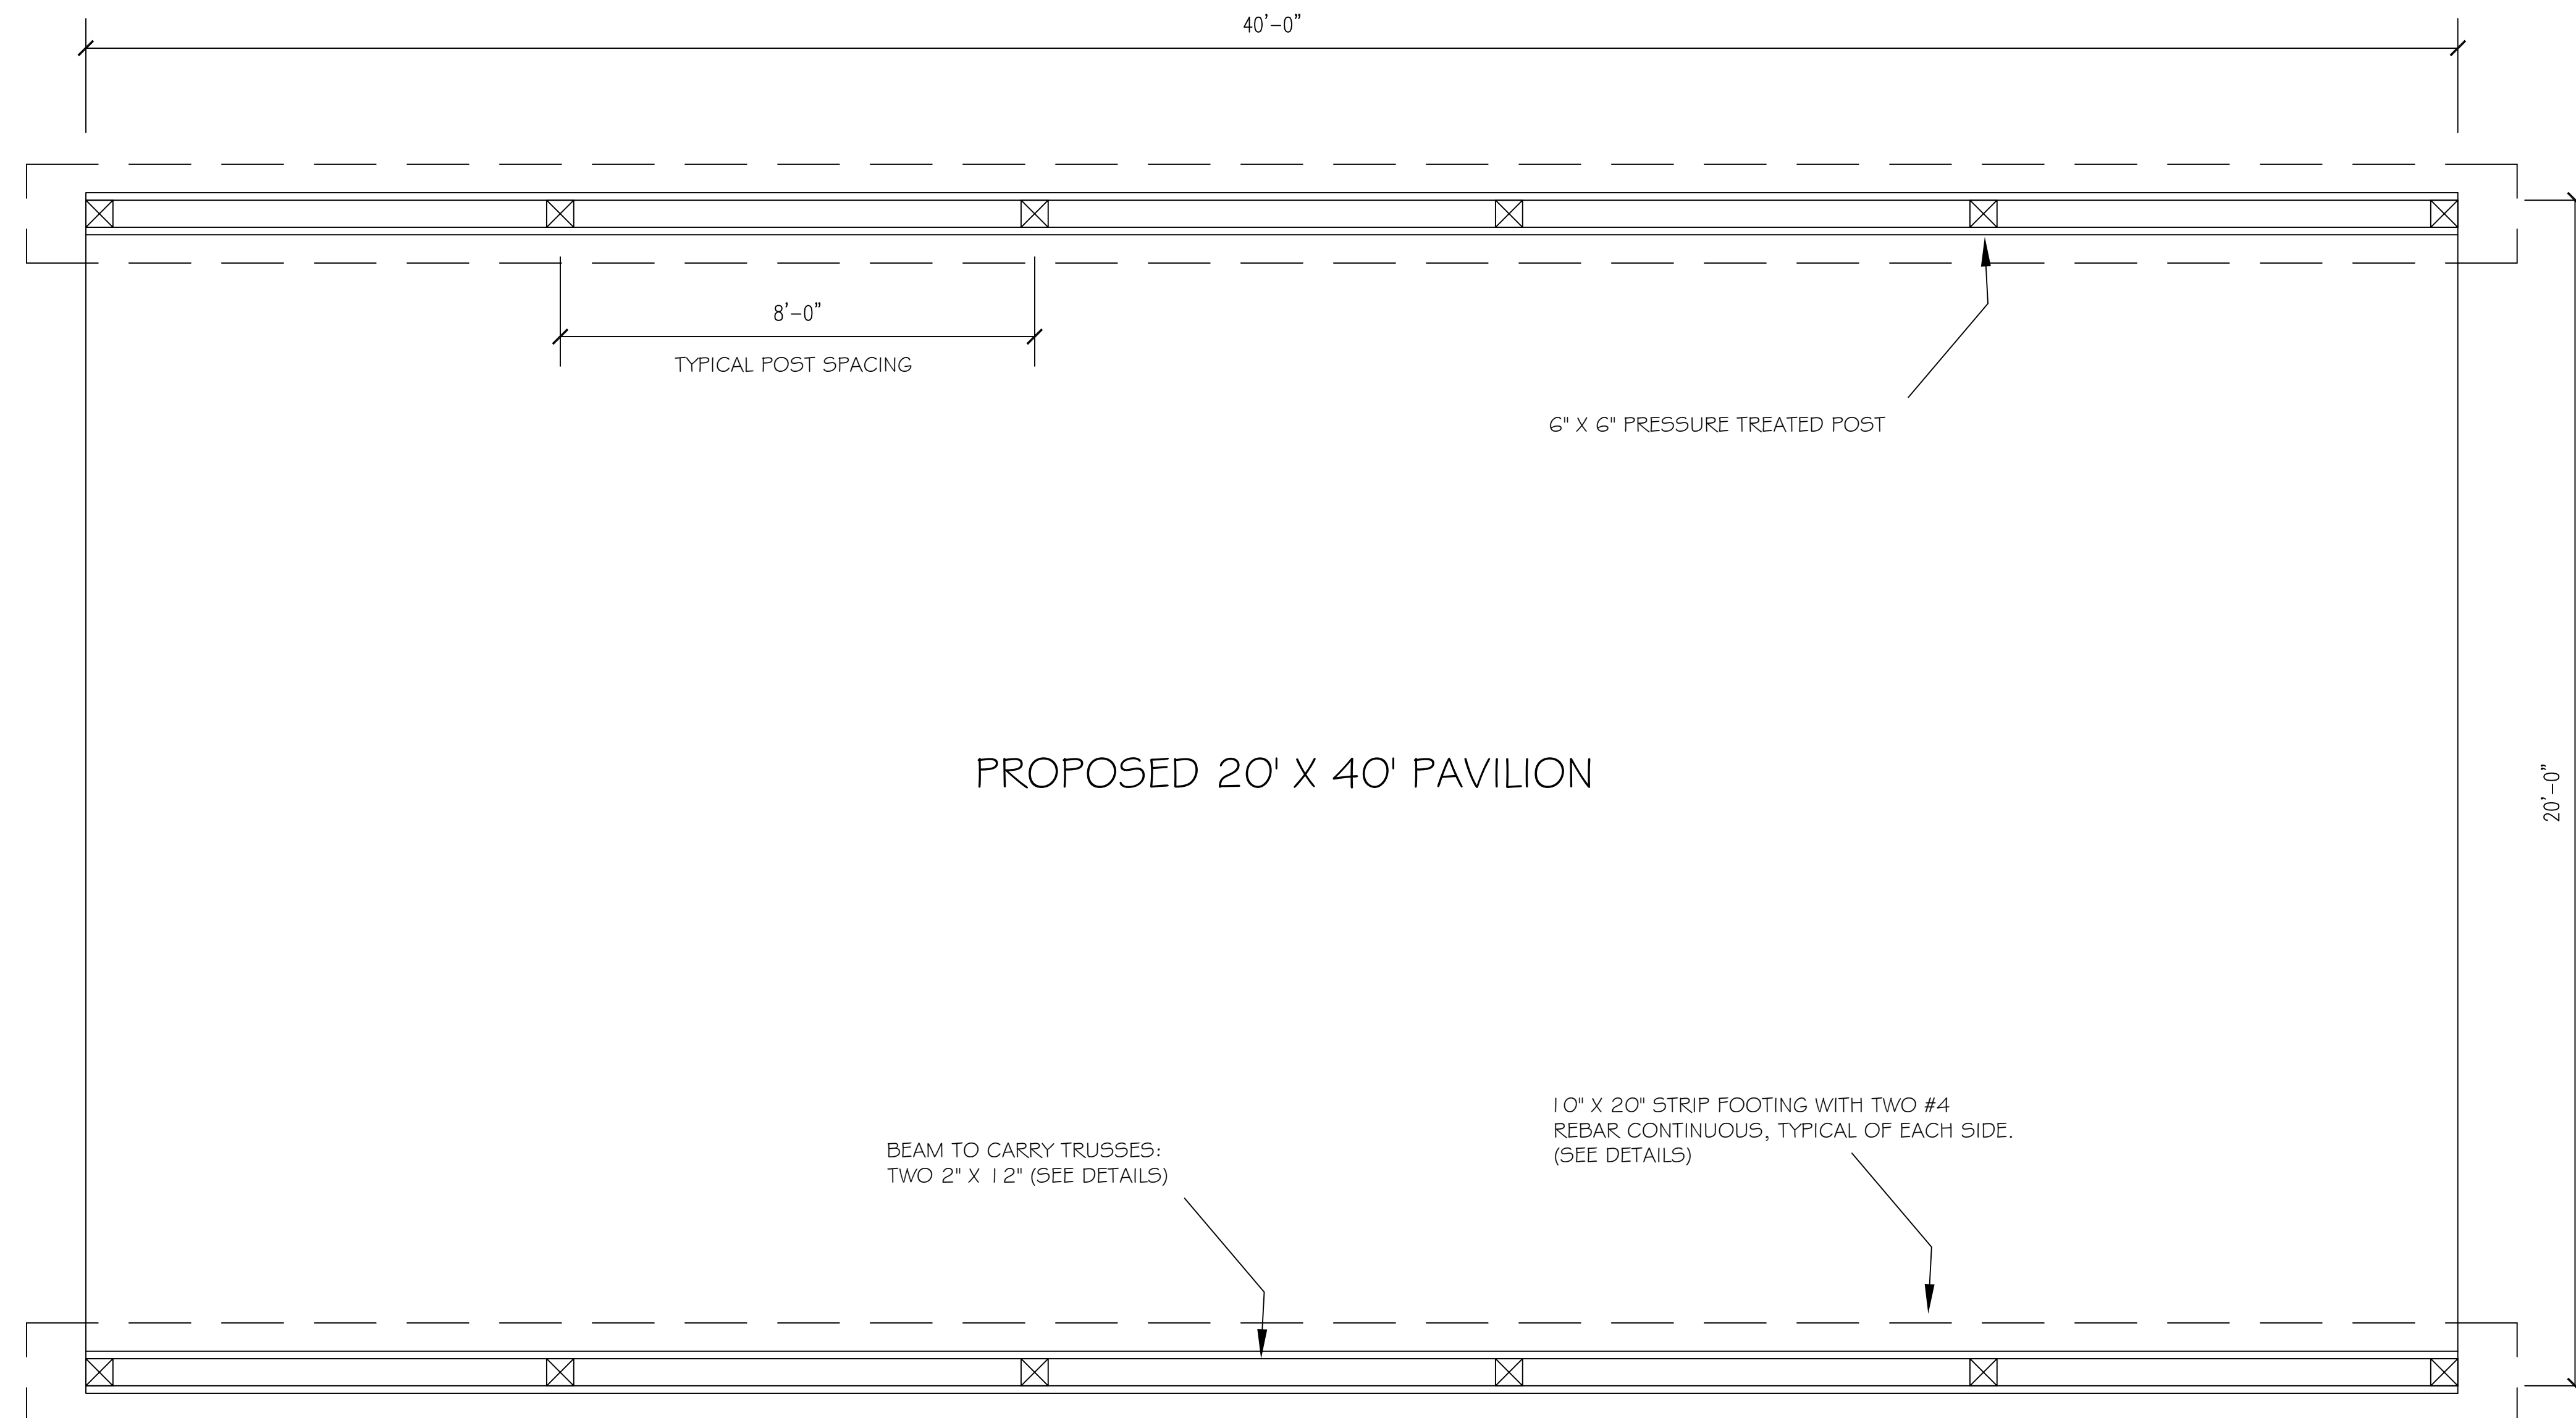 40'-0"
8'-0"
TYPICAL POST SPACING
6" X 6" PRESSURE TREATED POST
PROPOSED 20' X 40' PAVILION
20'-0"
10" X 20" STRIP FOOTING WITH TWO #4
REBAR CONTINUOUS, TYPICAL OF EACH SIDE.
(SEE DETAILS)
BEAM TO CARRY TRUSSES:
TWO 2" X 12" (SEE DETAILS)